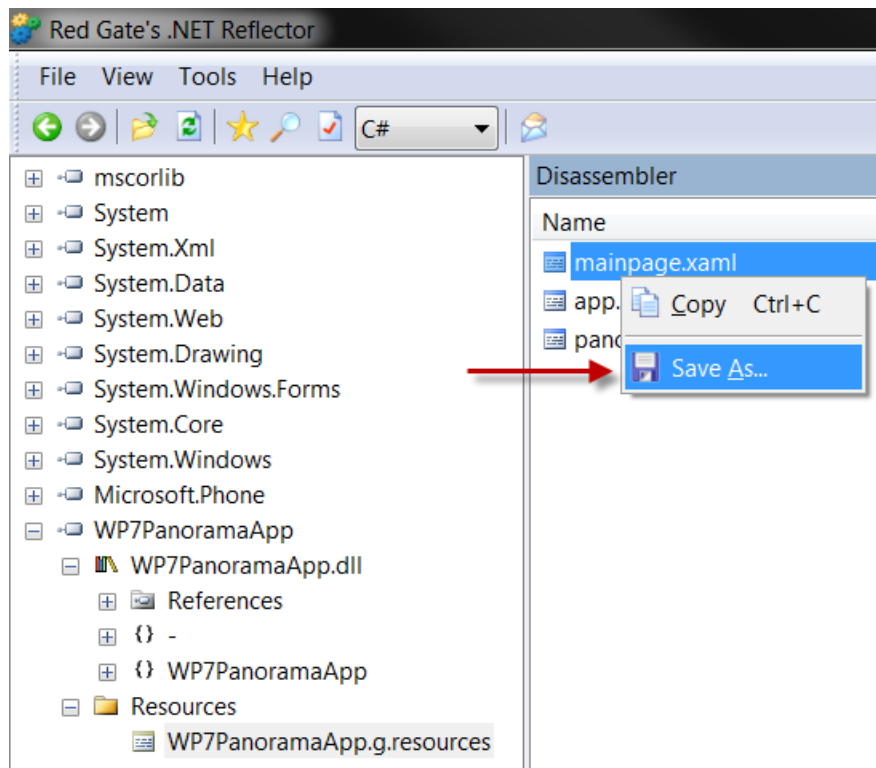 Red Gate's .NET Reflector
File View Tools Help
C#
mscorlib
System
System.Xml
System.Data
System.Web
System.Drawing
System.Windows.Forms
System.Core
System.Windows
Microsoft.Phone
WP7PanoramaApp
WP7PanoramaApp.dll
References
{} -
{} WP7PanoramaApp
Resources
WP7PanoramaApp.g.resources
Disassembler
Name
mainpage.xaml
app.
Copy Ctrl+C
Save As...